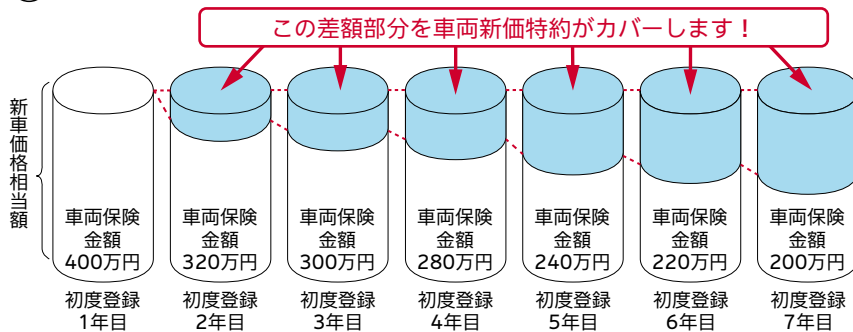 この差額部分を車両新価特約がカバーします！
新車価格相当額
車両保険
金額
400万円
車両保険
金額
320万円
車両保険
金額
300万円
車両保険
金額
280万円
車両保険
金額
240万円
車両保険
金額
220万円
車両保険
金額
200万円
初度登録
1年目
初度登録
2年目
初度登録
3年目
初度登録
4年目
初度登録
5年目
初度登録
6年目
初度登録
7年目